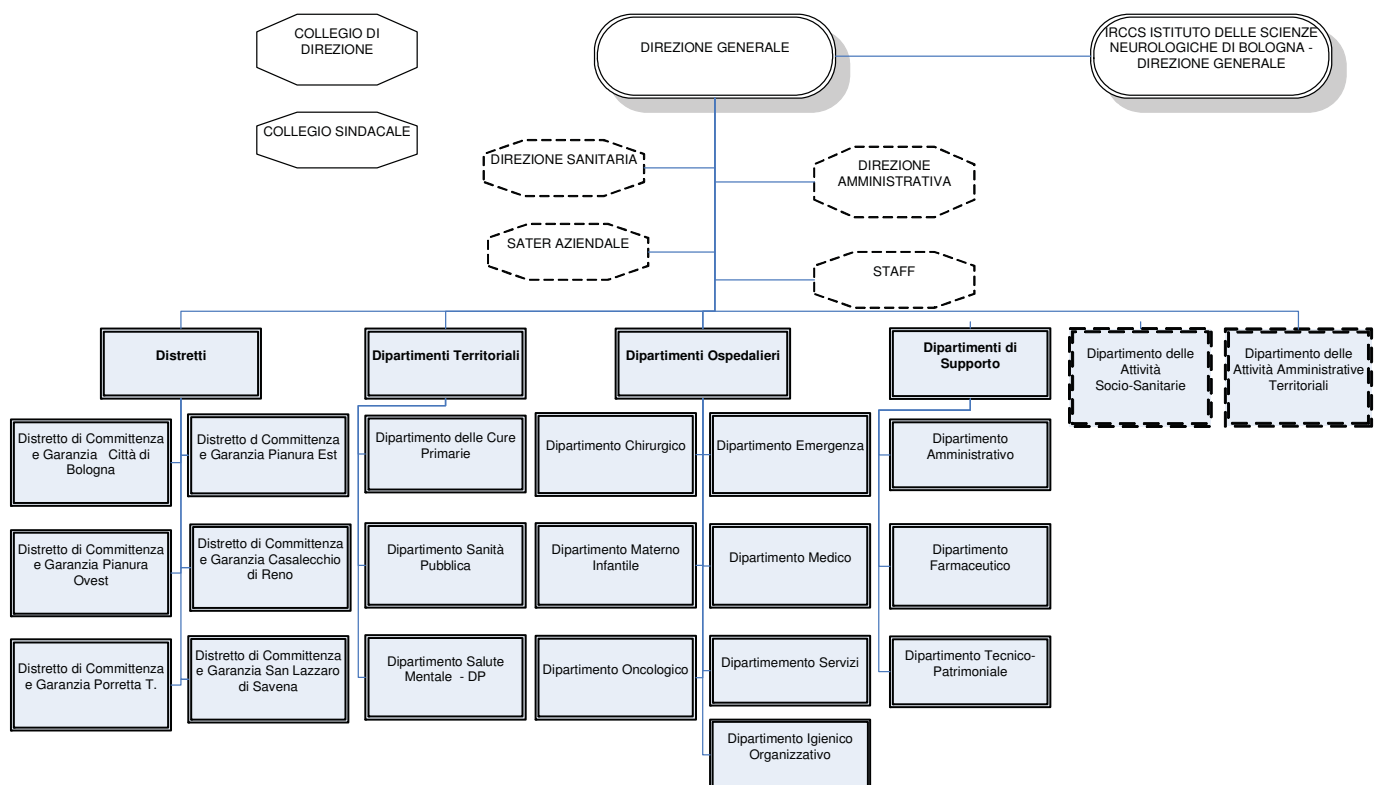 COLLEGIO DI
DIREZIONE
DIREZIONE GENERALE
IRCCS ISTITUTO DELLE SCIENZE
NEUROLOGICHE DI BOLOGNA -
DIREZIONE GENERALE
COLLEGIO SINDACALE
DIREZIONE SANITARIA
DIREZIONE
AMMINISTRATIVA
SATER AZIENDALE
STAFF
Distretti
Dipartimenti Territoriali
Dipartimenti Ospedalieri
Dipartimenti di
Supporto
Dipartimento delle
Attività
Socio-Sanitarie
Dipartimento delle
Attività Amministrative
Territoriali
Distretto di Committenza
e Garanzia Città di
Bologna
Distretto d Committenza
e Garanzia Pianura Est
Dipartimento delle Cure
Primarie
Dipartimento Chirurgico
Dipartimento Emergenza
Dipartimento
Amministrativo
Distretto di Committenza
e Garanzia Pianura
Ovest
Distretto di Committenza
e Garanzia Casalecchio
di Reno
Dipartimento Sanità
Pubblica
Dipartimento Materno
Infantile
Dipartimento Medico
Dipartimento
Farmaceutico
Distretto di Committenza
e Garanzia Porretta T.
Distretto di Committenza
e Garanzia San Lazzaro
di Savena
Dipartimento Salute
Mentale - DP
Dipartimento Oncologico
Dipartimemento Servizi
Dipartimento Tecnico-
Patrimoniale
Dipartimento Igienico
Organizzativo